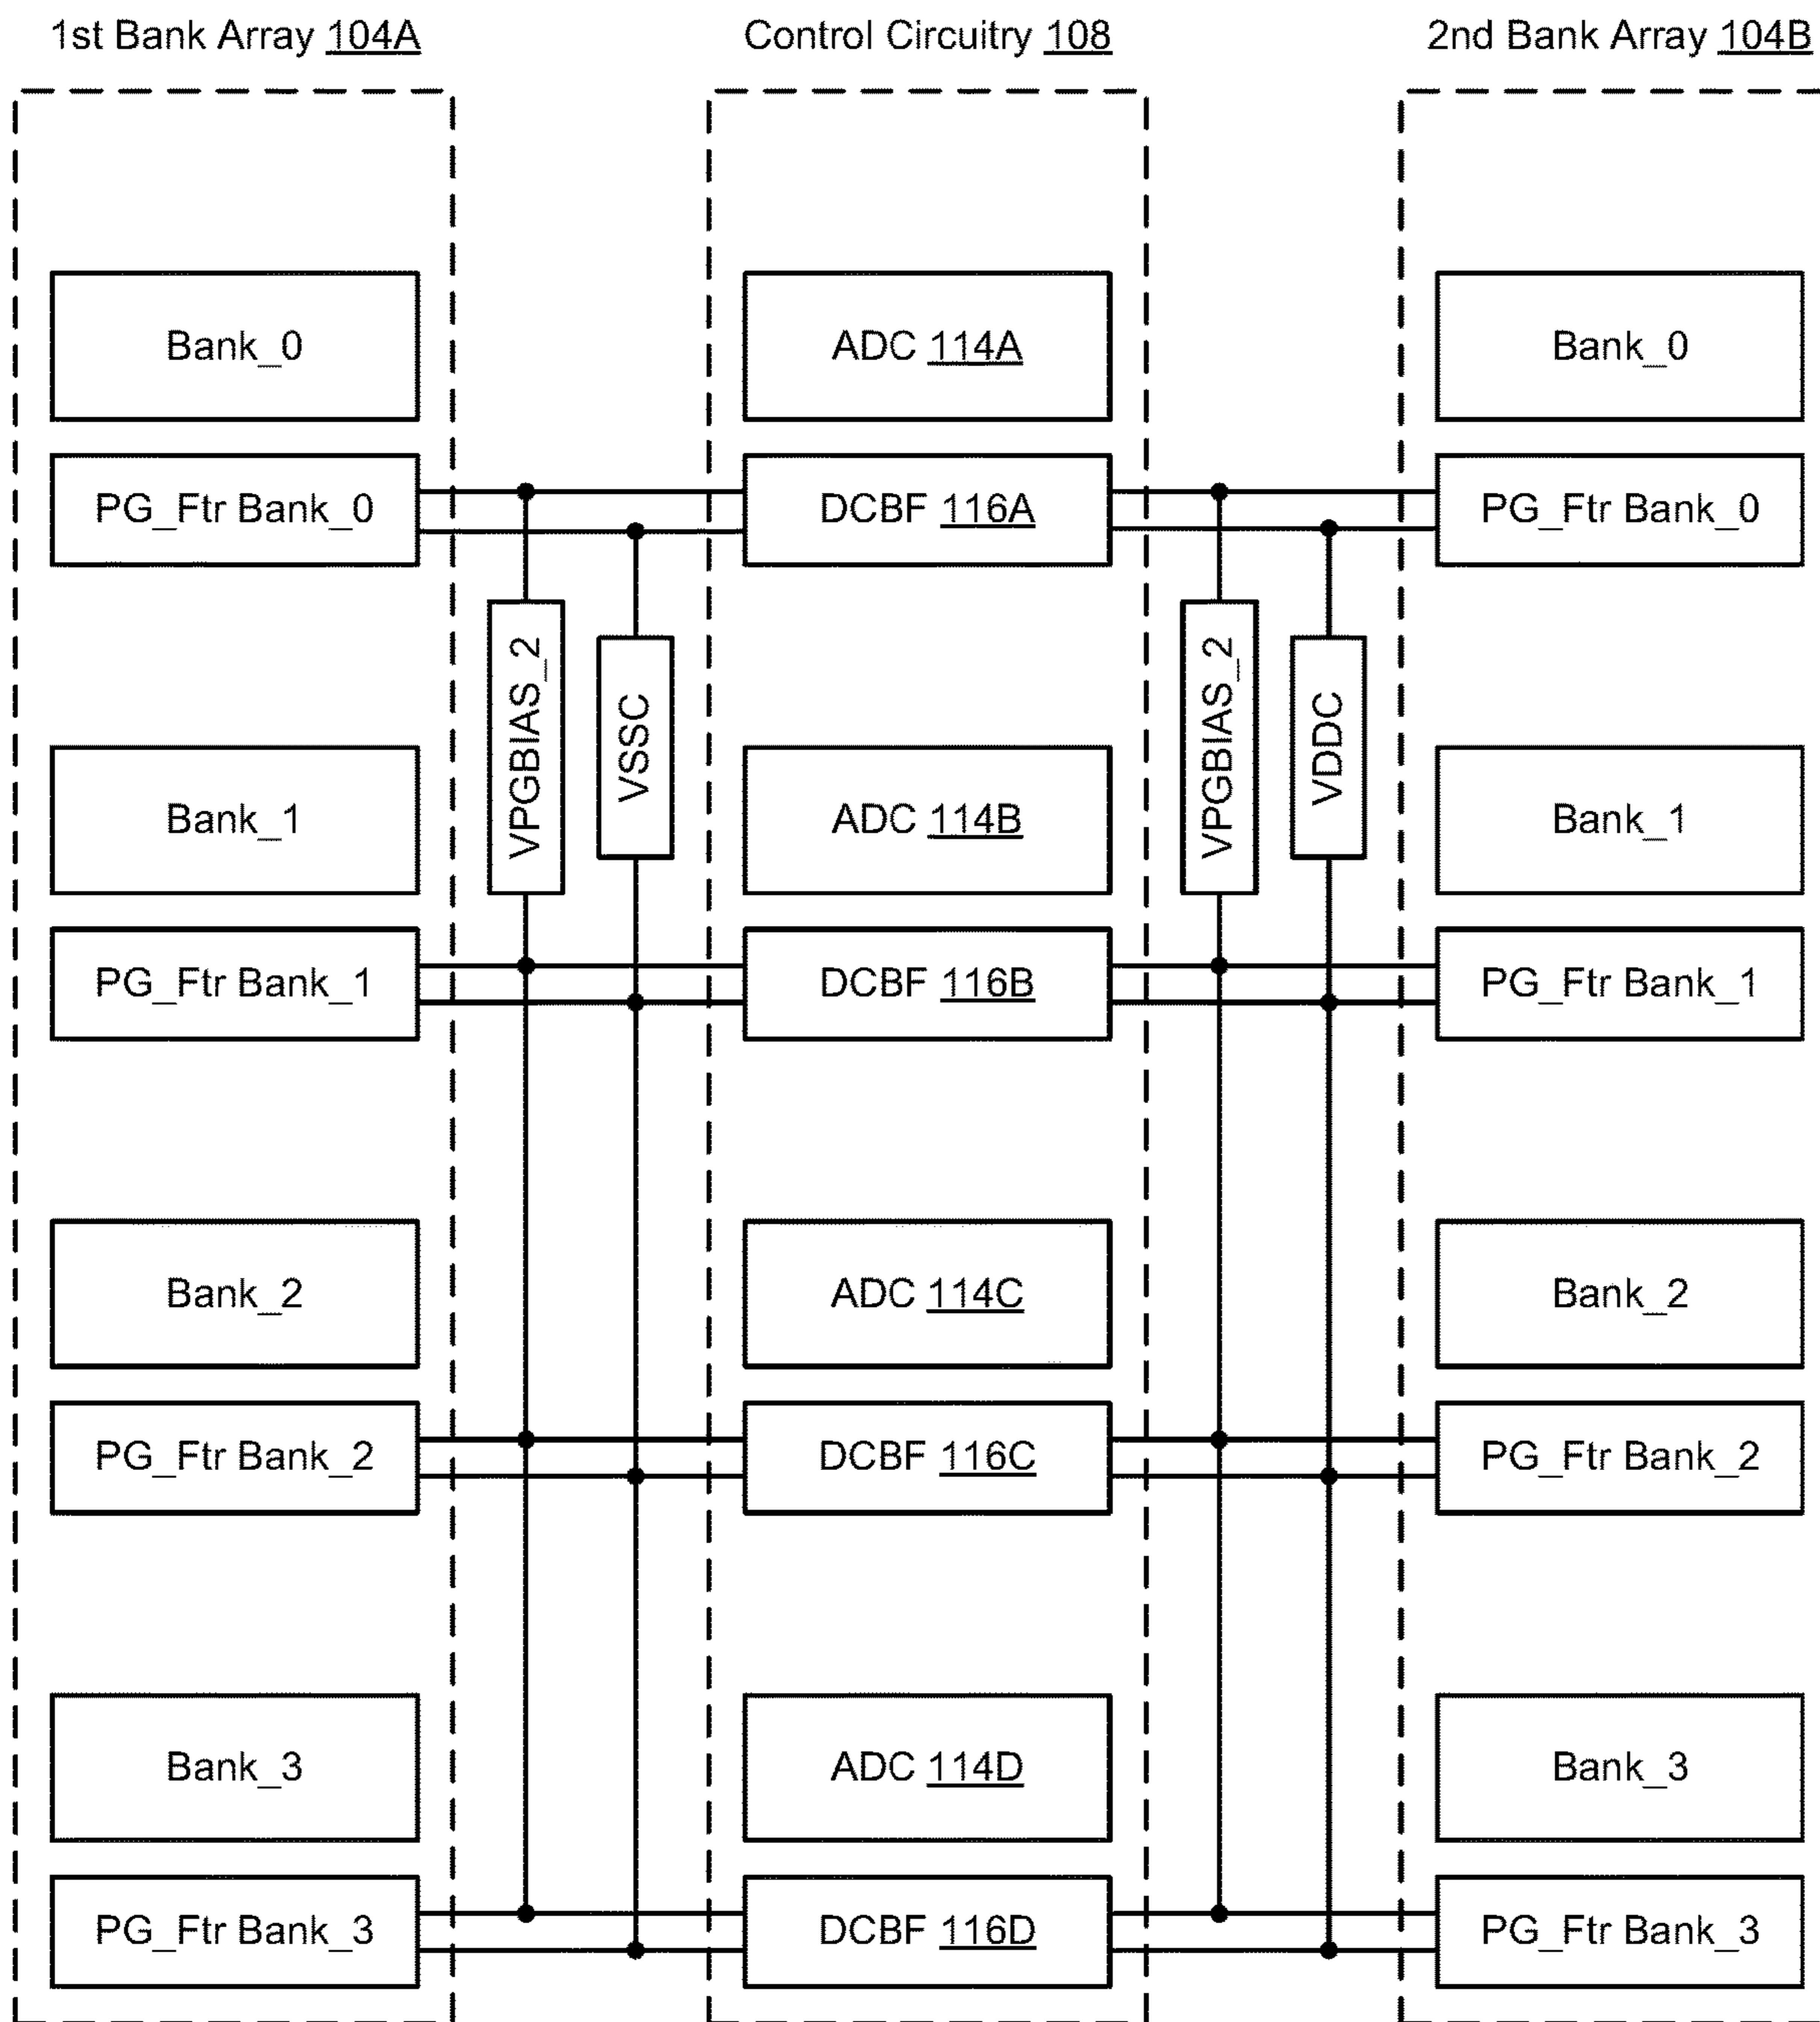 1st Bank Array 104A
Control Circuitry 108
2nd Bank Array 104B
Bank_0
ADC 114A
Bank_0
PG_Ftr Bank_0
DCBF 116A
PG_Ftr Bank_0
VPGBIAS_2
VSSC
VPGBIAS_2
VDDC
Bank_1
ADC 114B
Bank_1
PG_Ftr Bank_1
DCBF 116B
PG_Ftr Bank_1
Bank_2
ADC 114C
Bank_2
PG_Ftr Bank_2
DCBF 116C
PG_Ftr Bank_2
Bank_3
ADC 114D
Bank_3
PG_Ftr Bank_3
DCBF 116D
PG_Ftr Bank_3